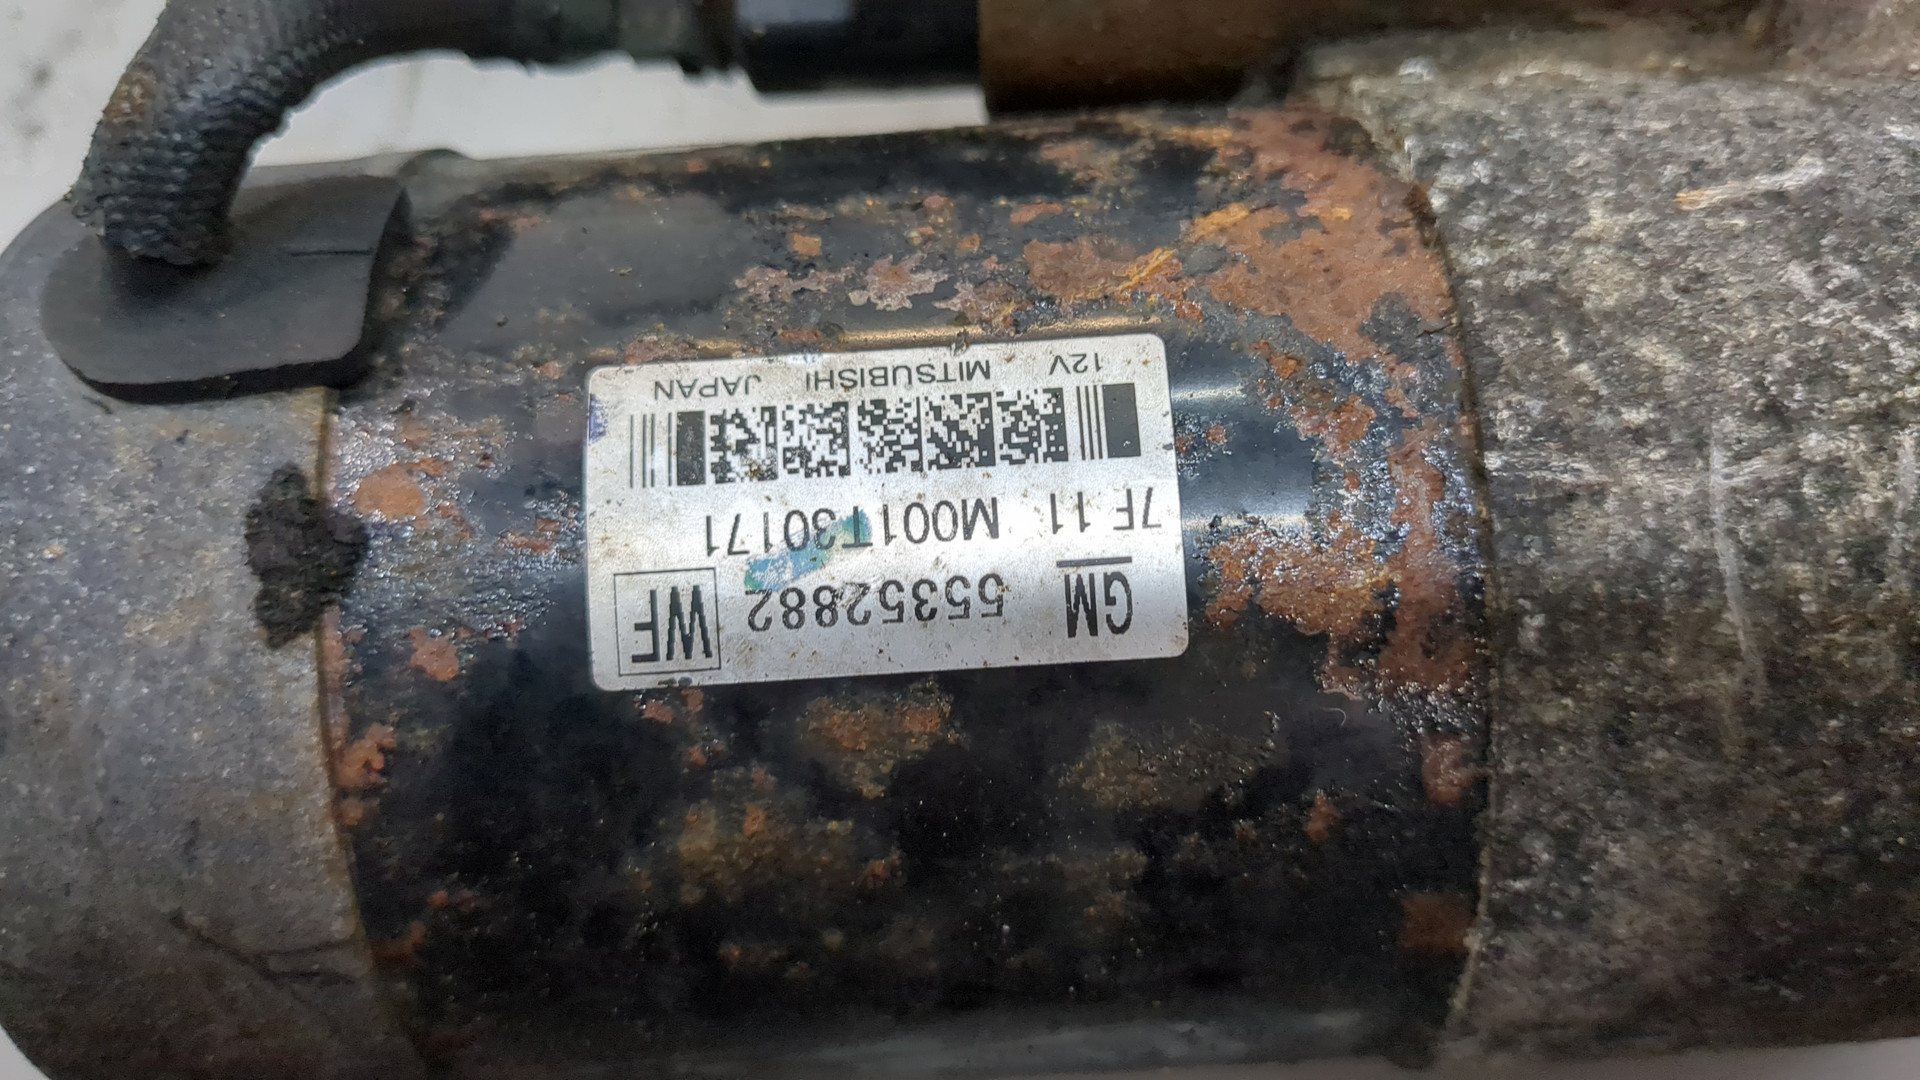 GM 55352882 WF
7F 11 M001T30171
12V MITSUBISHI JAPAN